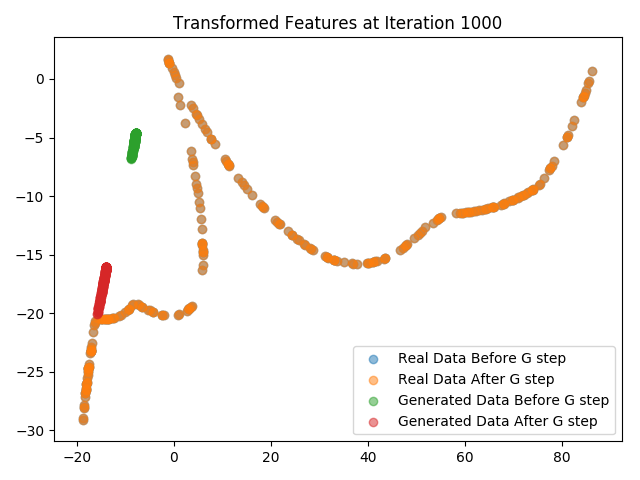 Transformed Features at Iteration 1000
0
−5
−10
−15
−20
−25
−30
−20
0
20
40
60
80
Real Data Before G step
Real Data After G step
Generated Data Before G step
Generated Data After G step